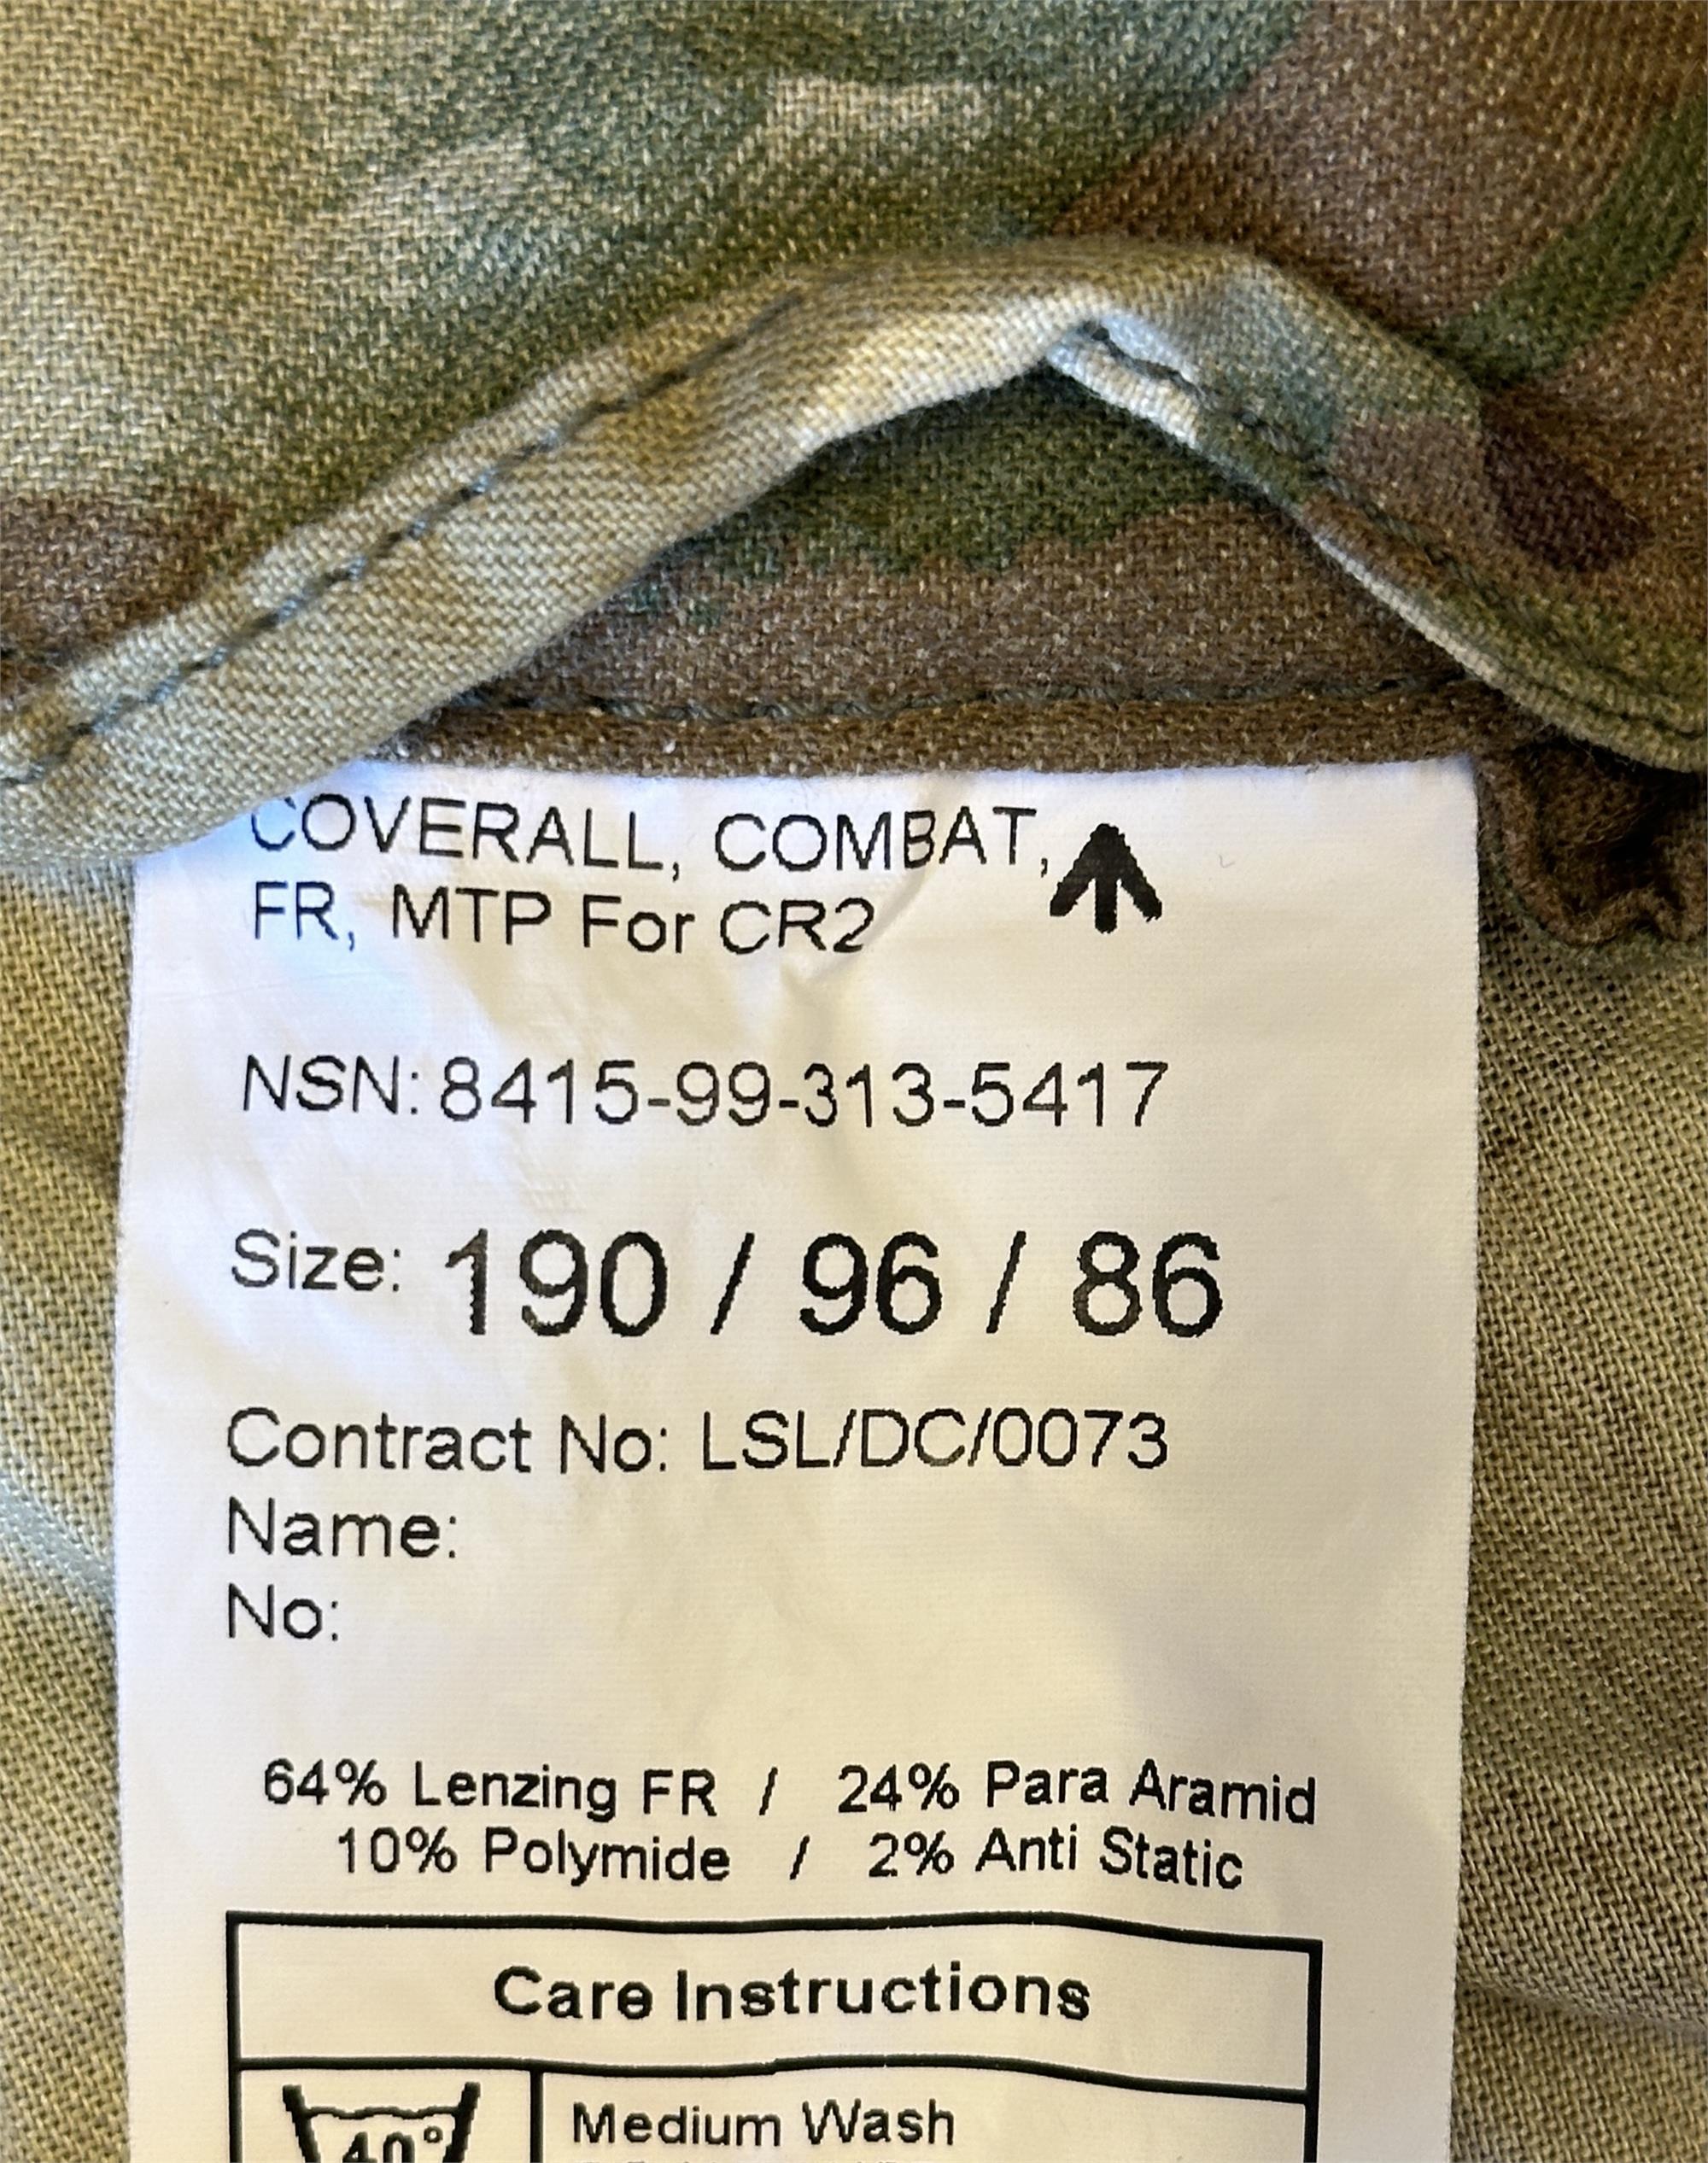 COVERALL, COMBAT,
FR, MTP For CR2
NSN: 8415-99-313-5417
Size: 190 / 96 / 86
Contract No: LSL/DC/0073
Name:
No:
64% Lenzing FR / 24% Para Aramid
10% Polymide / 2% Anti Static
Care Instructions
40°
Medium Wash